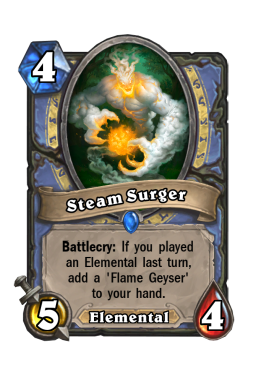 4
Steam Surger
Battlecry: If you played
an Elemental last turn,
add a 'Flame Geyser'
to your hand.
5
Elemental
4